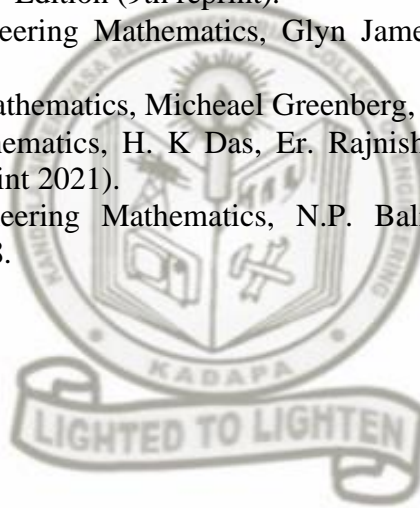 Edition (9th reprint).
eering Mathematics, Glyn Jame
athematics, Micheael Greenberg,
hematics, H. K Das, Er. Rajnish
int 2021).
eering Mathematics, N.P. Bal
3.
KADAPA
LIGHTED TO LIGHTEN